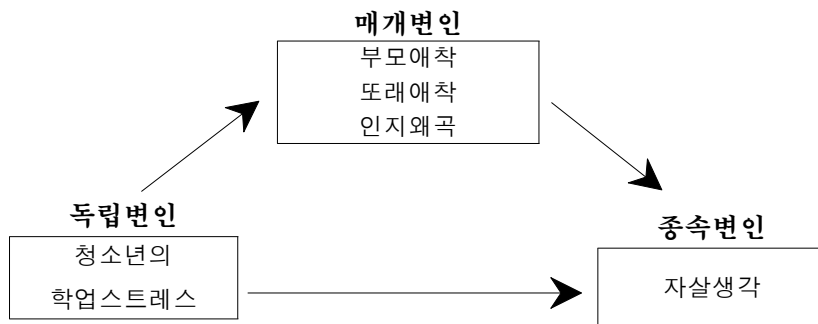 매개변인
부모애착
또래애착
인지왜곡
독립변인
청소년의
학업스트레스
종속변인
자살생각